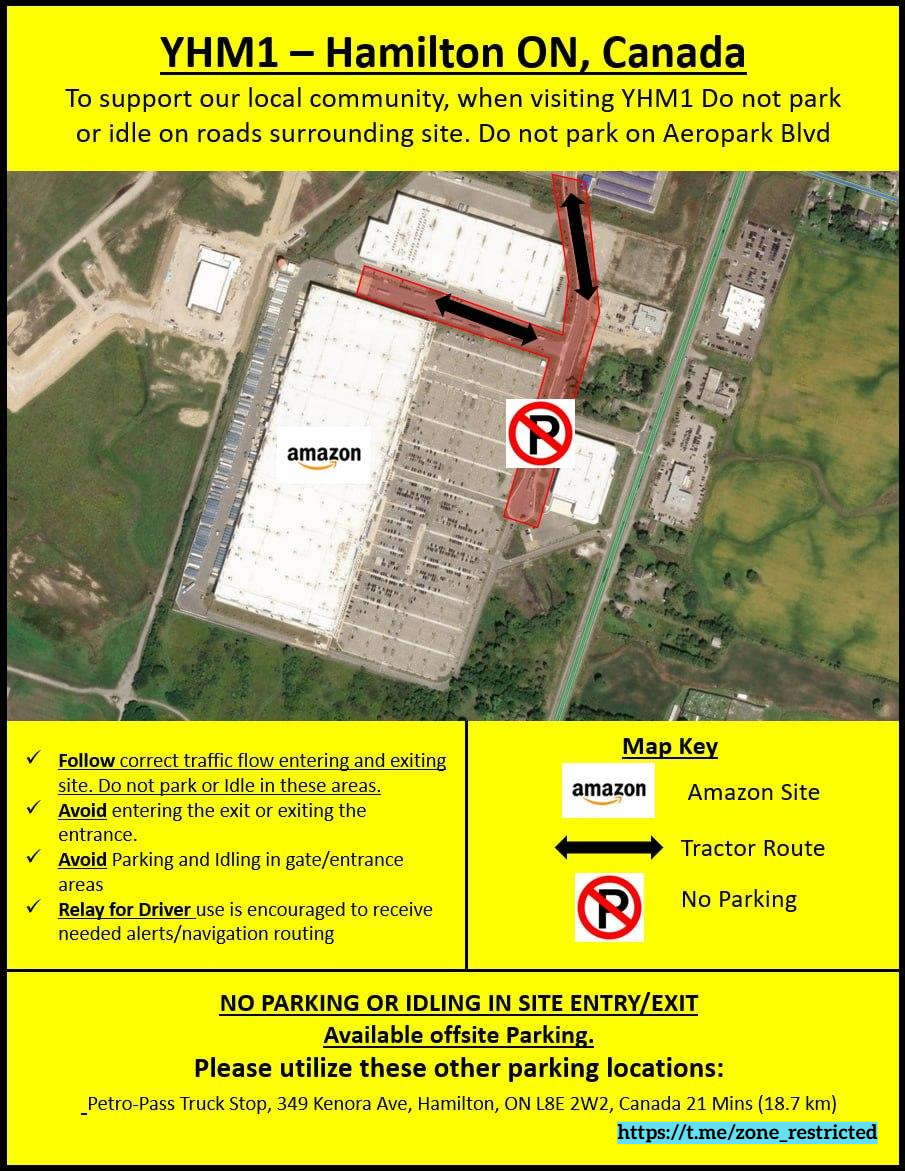 YHM1 – Hamilton ON, Canada
To support our local community, when visiting YHM1 Do not park
or idle on roads surrounding site. Do not park on Aeropark Blvd
amazon
P
✓ Follow correct traffic flow entering and exiting
site. Do not park or Idle in these areas.
✓ Avoid entering the exit or exiting the
entrance.
✓ Avoid Parking and Idling in gate/entrance
areas
✓ Relay for Driver use is encouraged to receive
needed alerts/navigation routing
Map Key
amazon Amazon Site
Tractor Route
P No Parking
NO PARKING OR IDLING IN SITE ENTRY/EXIT
Available offsite Parking.
Please utilize these other parking locations:
Petro-Pass Truck Stop, 349 Kenora Ave, Hamilton, ON L8E 2W2, Canada 21 Mins (18.7 km)
https://t.me/zone_restricted